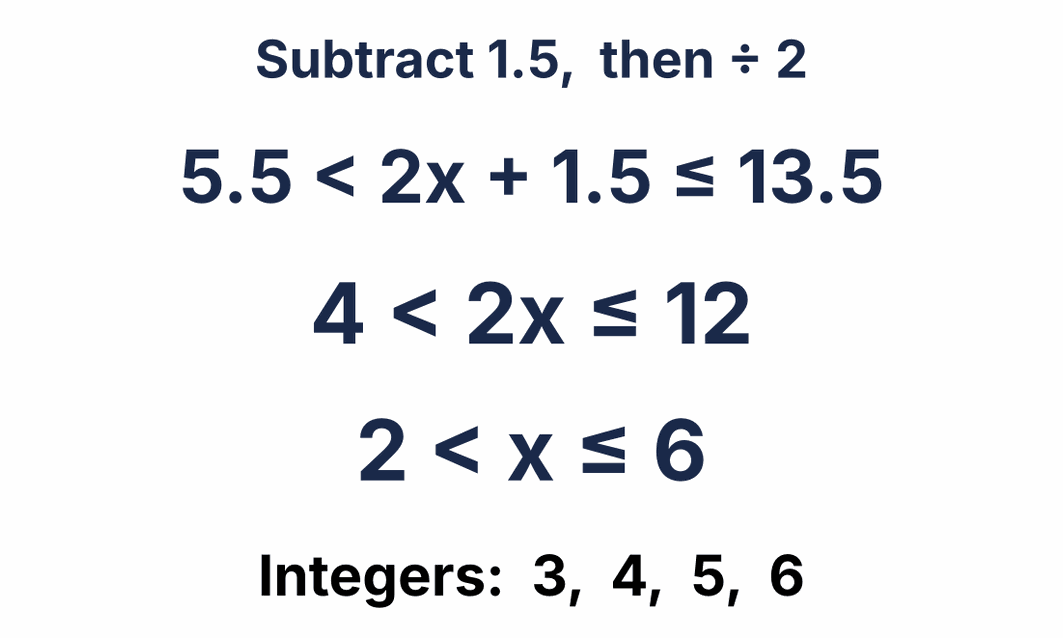 Subtract 1.5, then ÷ 2
5.5 < 2x + 1.5 ≤ 13.5
4 < 2x ≤ 12
2 < x ≤ 6
Integers: 3, 4, 5, 6